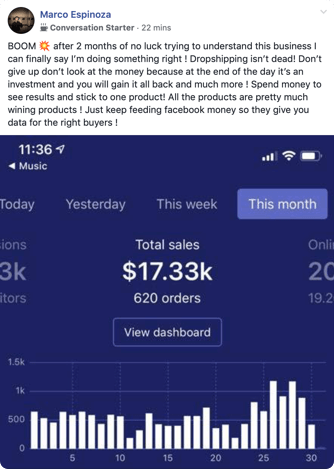 Marco Espinoza
Conversation Starter · 22 mins
BOOM 💥 after 2 months of no luck trying to understand this business I
can finally say I'm doing something right ! Dropshipping isn't dead! Don't
give up don't look at the money because at the end of the day it's an
investment and you will gain it all back and much more ! Spend money to
see results and stick to one product! All the products are pretty much
wining products ! Just keep feeding facebook money so they give you
data for the right buyers !
11:36
◀ Music
Today Yesterday This week This month
ions Total sales Onli
3k $17.33k 20
itors 620 orders 19.2
View dashboard
1.5k
1k
500
0
5 10 15 20 25 30